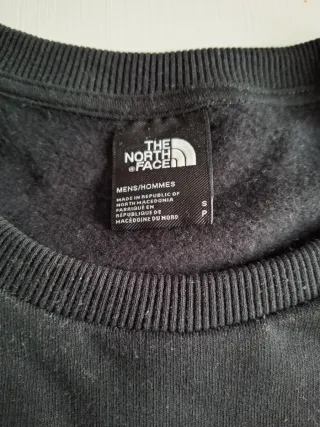 THE
NORTH
FACE
MENS/HOMMES
MADE IN REPUBLIC OF
NORTH MACEDONIA
FABRIQUÉ EN
RÉPUBLIQUE DE
MACÉDOINE DU NORD
S
P